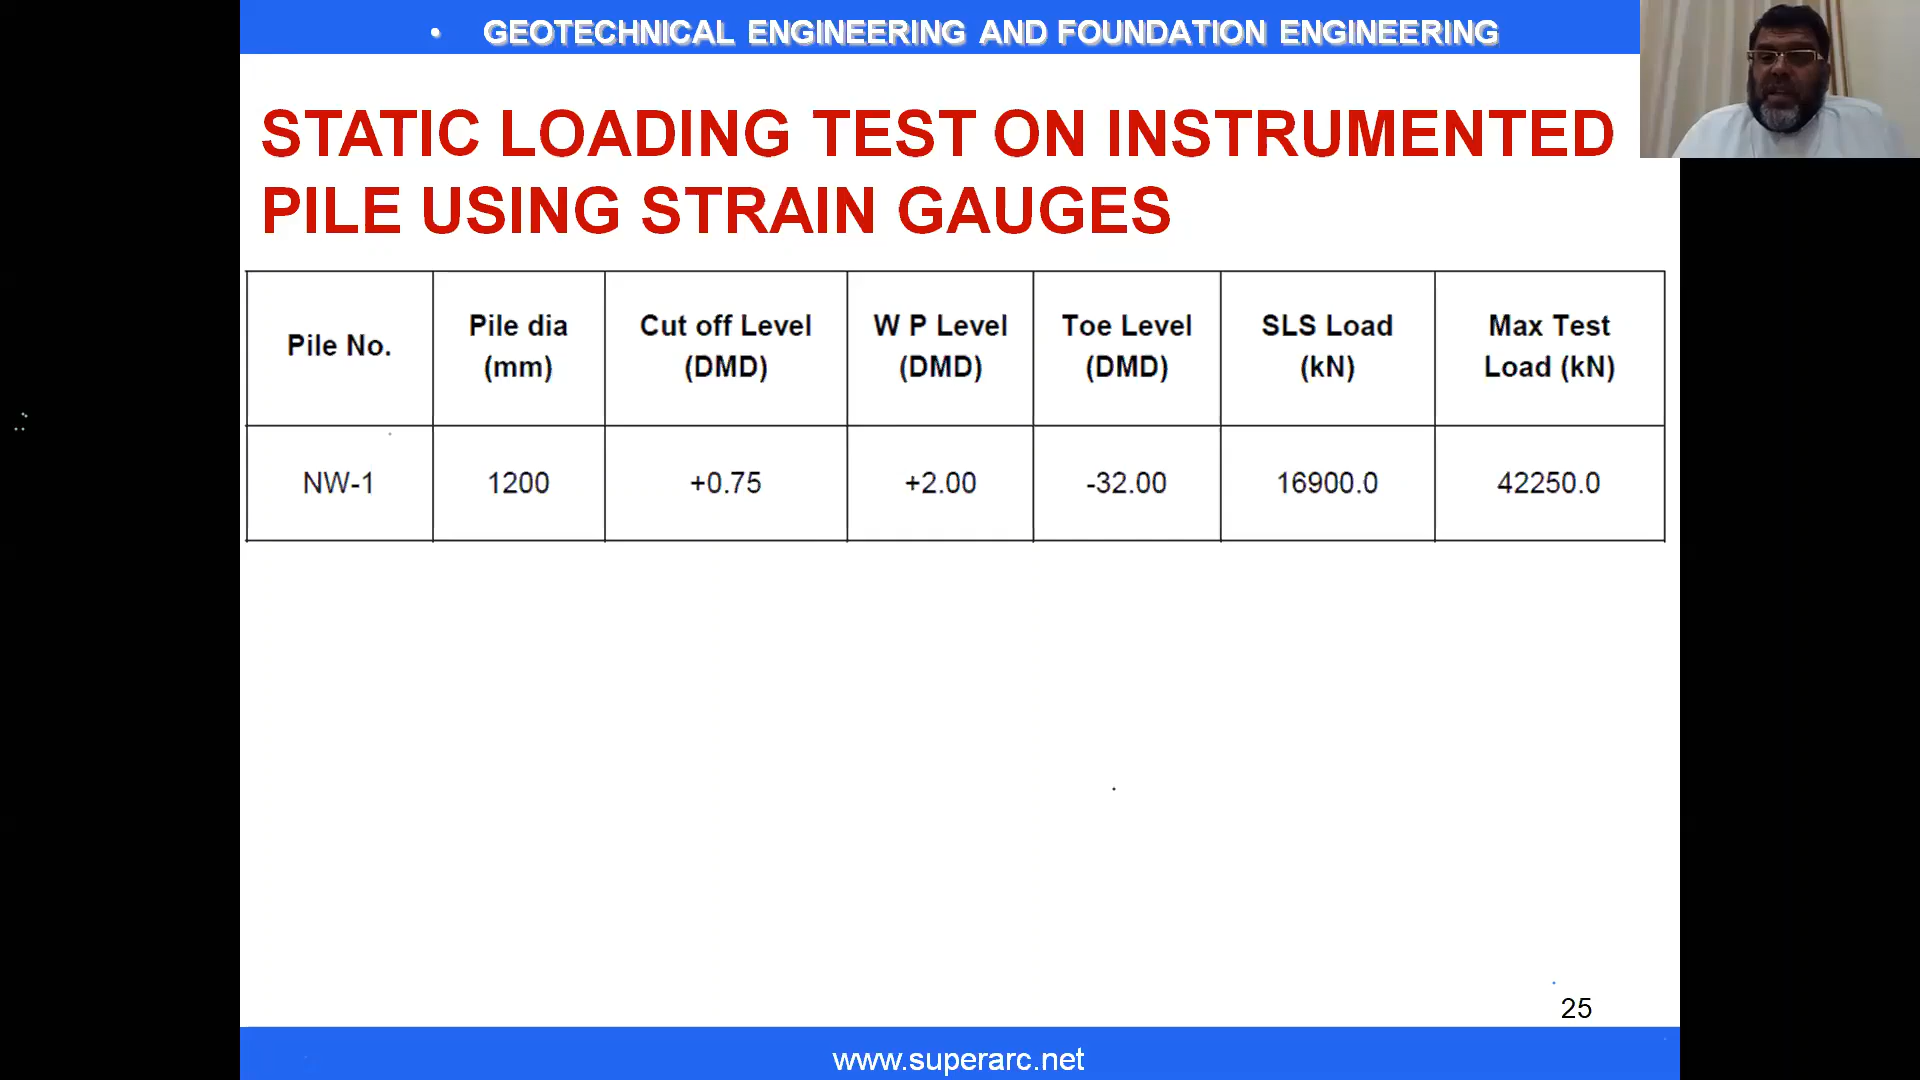 • GEOTECHNICAL ENGINEERING AND FOUNDATION ENGINEERING
STATIC LOADING TEST ON INSTRUMENTED
PILE USING STRAIN GAUGES
Pile No. Pile dia (mm) Cut off Level (DMD) W P Level (DMD) Toe Level (DMD) SLS Load (kN) Max Test Load (kN)
NW-1 1200 +0.75 +2.00 -32.00 16900.0 42250.0
25
www.superarc.net